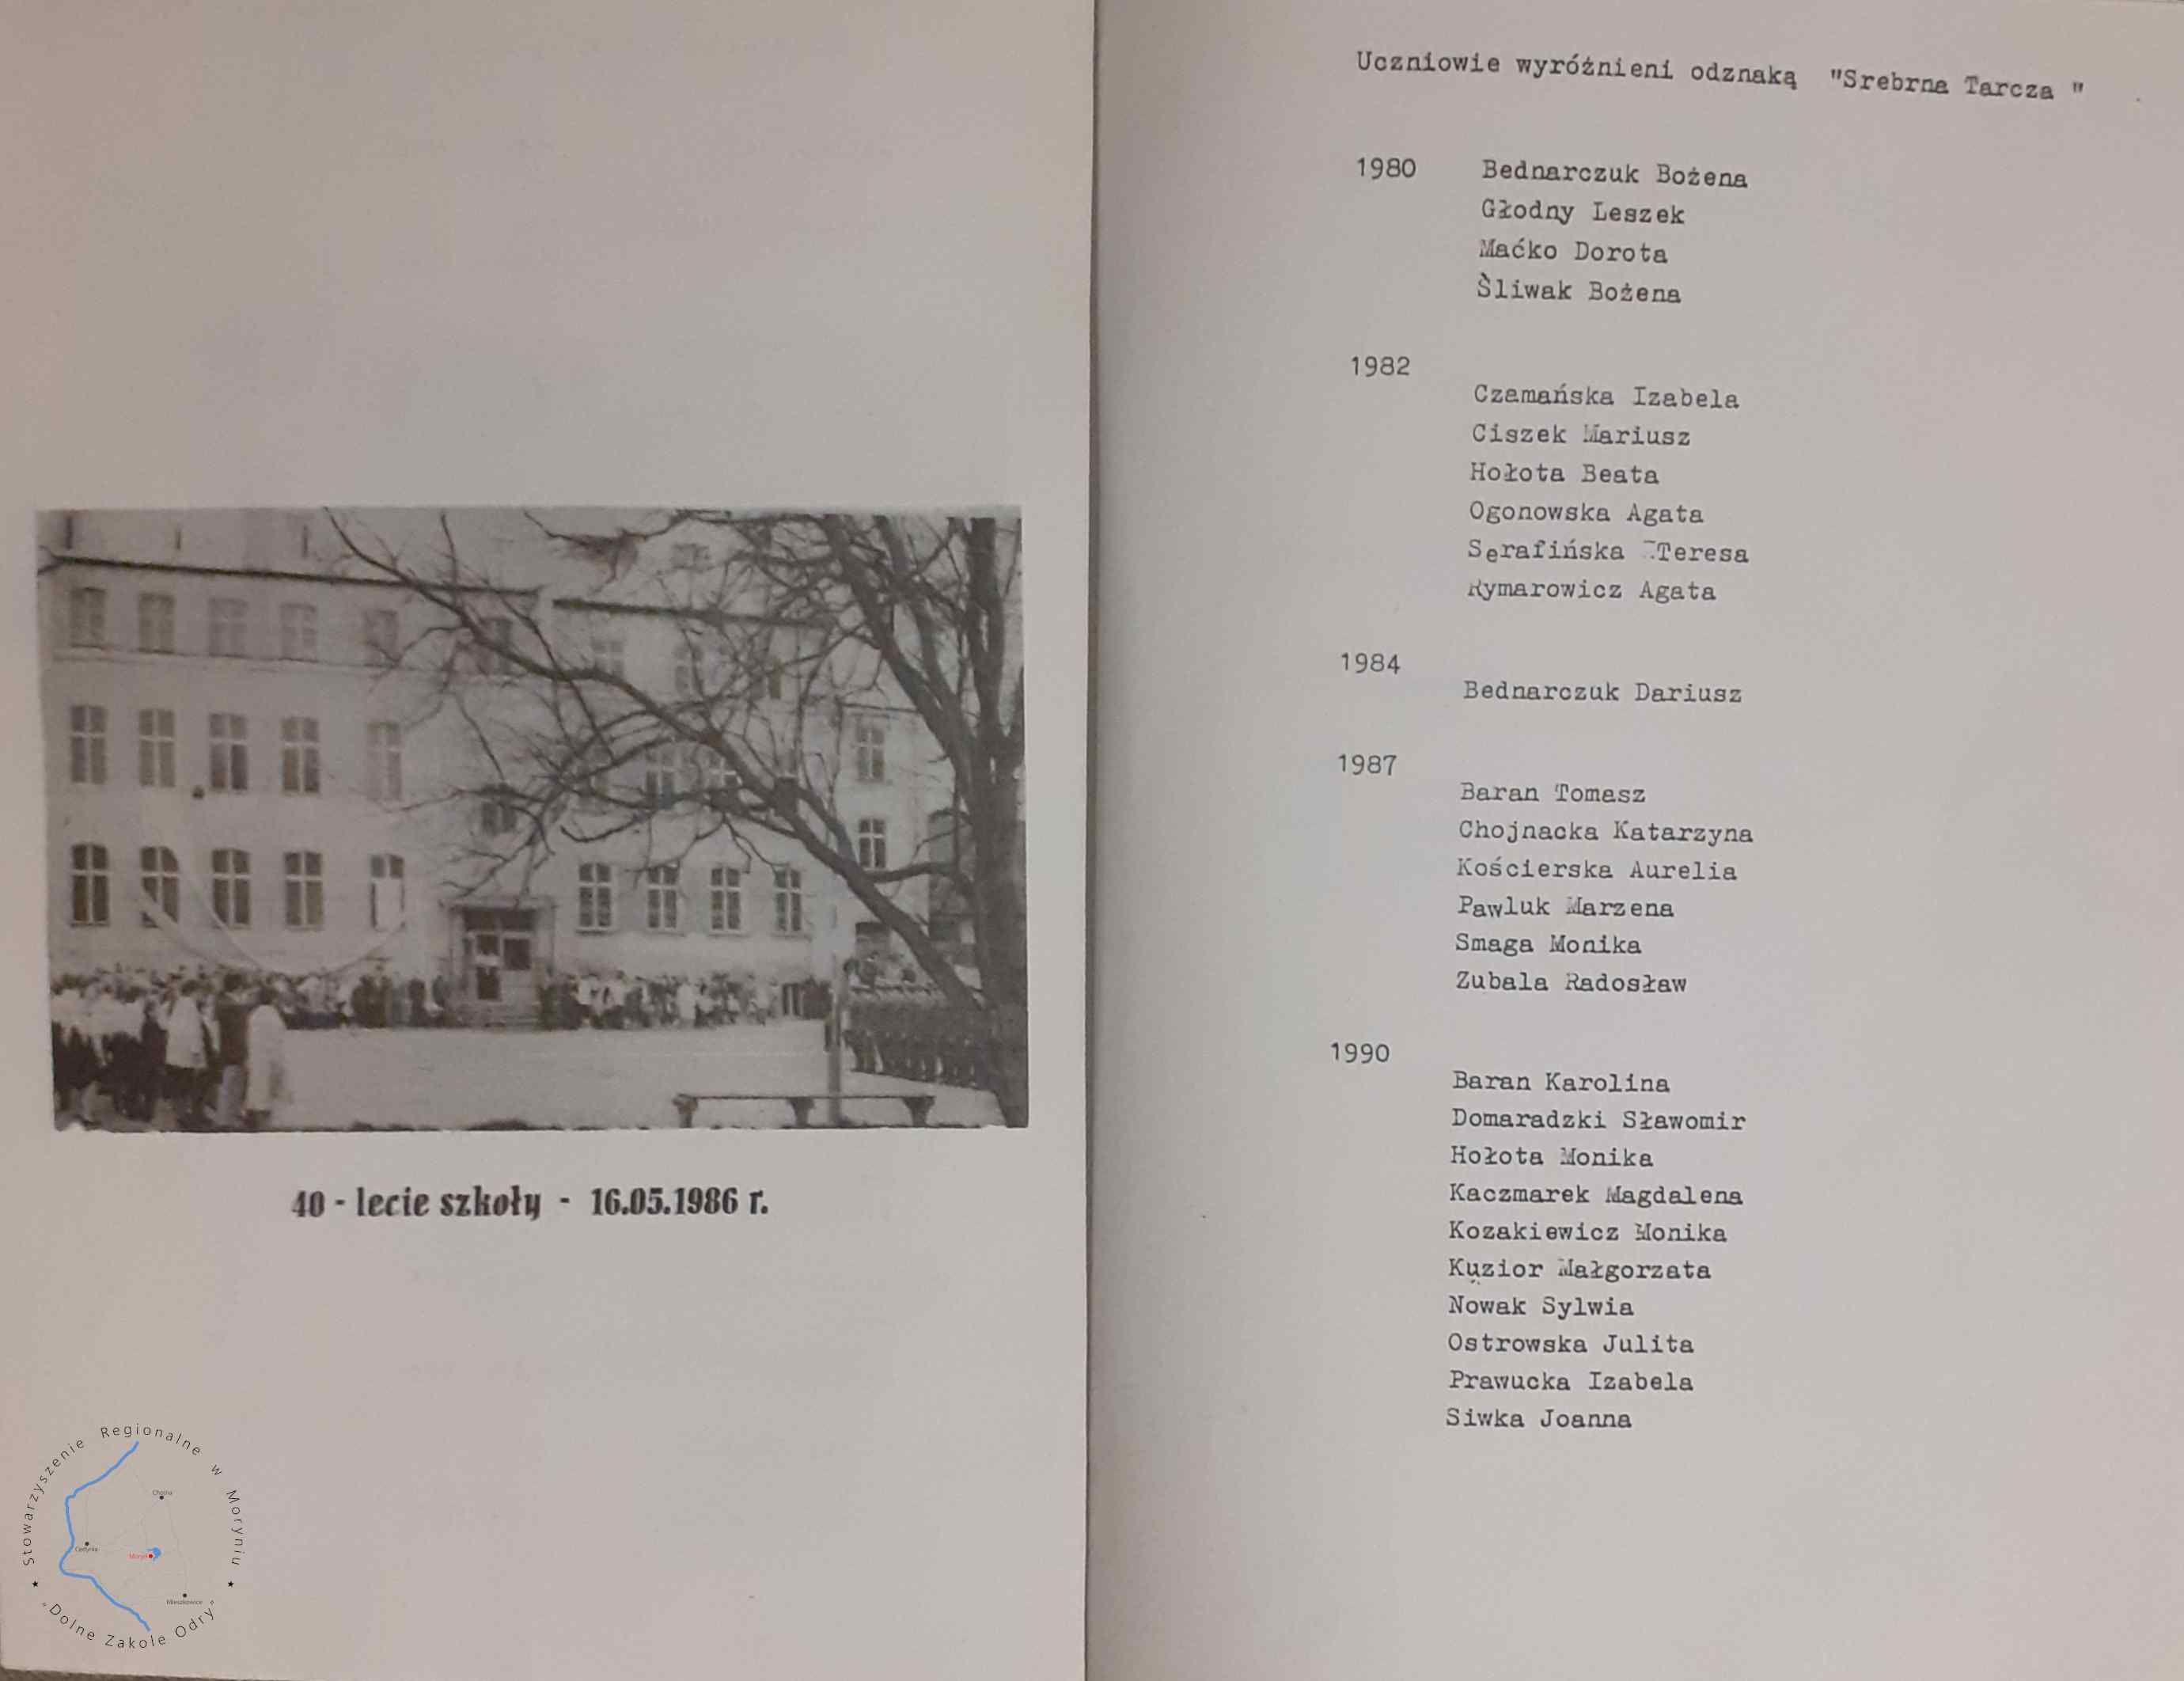 40 - lecie szkoły - 16.05.1986 r.
Stowarzyszenie Regionalne w Moryniu
"Dolne Zakole Odry"
Chojna
Cedynia
Moryń
Mieszkowice
Uczniowie wyróżnieni odznaką "Srebrna Tarcza "
1980 Bednarczuk Bożena
Głodny Leszek
Maćko Dorota
Śliwak Bożena
1982
Czamańska Izabela
Ciszek Mariusz
Hołota Beata
Ogonowska Agata
Serafińska Teresa
Rymarowicz Agata
1984
Bednarczuk Dariusz
1987
Baran Tomasz
Chojnacka Katarzyna
Kościerska Aurelia
Pawluk Marzena
Smaga Monika
Zubala Radosław
1990
Baran Karolina
Domaradzki Sławomir
Hołota Monika
Kaczmarek Magdalena
Kozakiewicz Monika
Kuzior Małgorzata
Nowak Sylwia
Ostrowska Julita
Prawucka Izabela
Siwka Joanna